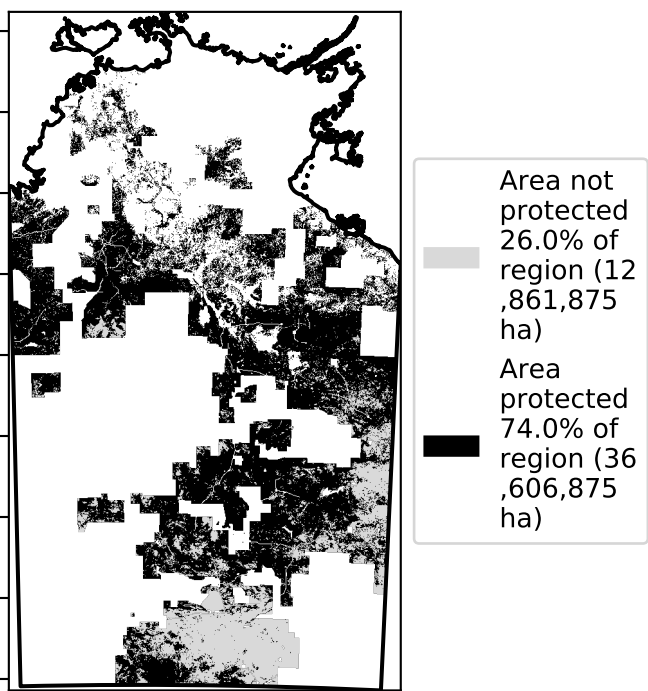 Area not
protected
26.0% of
region (12
,861,875
ha)
Area
protected
74.0% of
region (36
,606,875
ha)